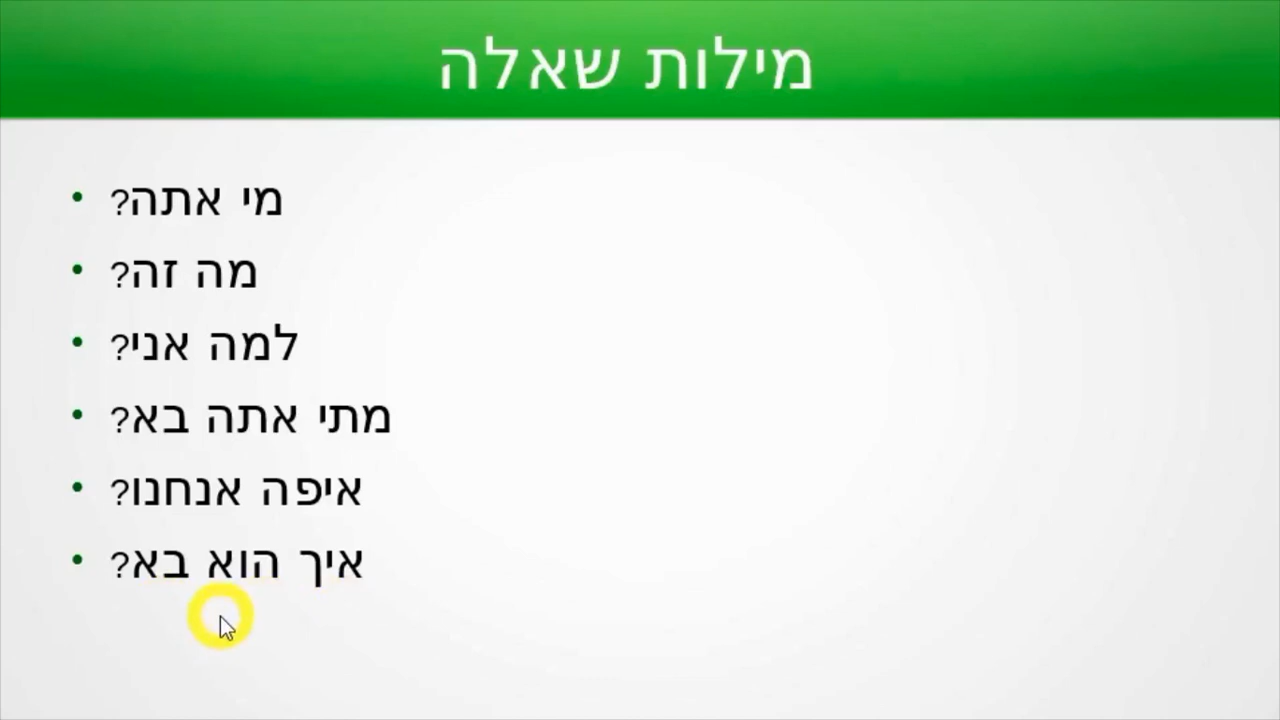 מילות שאלה
מי אתה?
מה זה?
למה אני?
מתי אתה בא?
איפה אנחנו?
איך הוא בא?